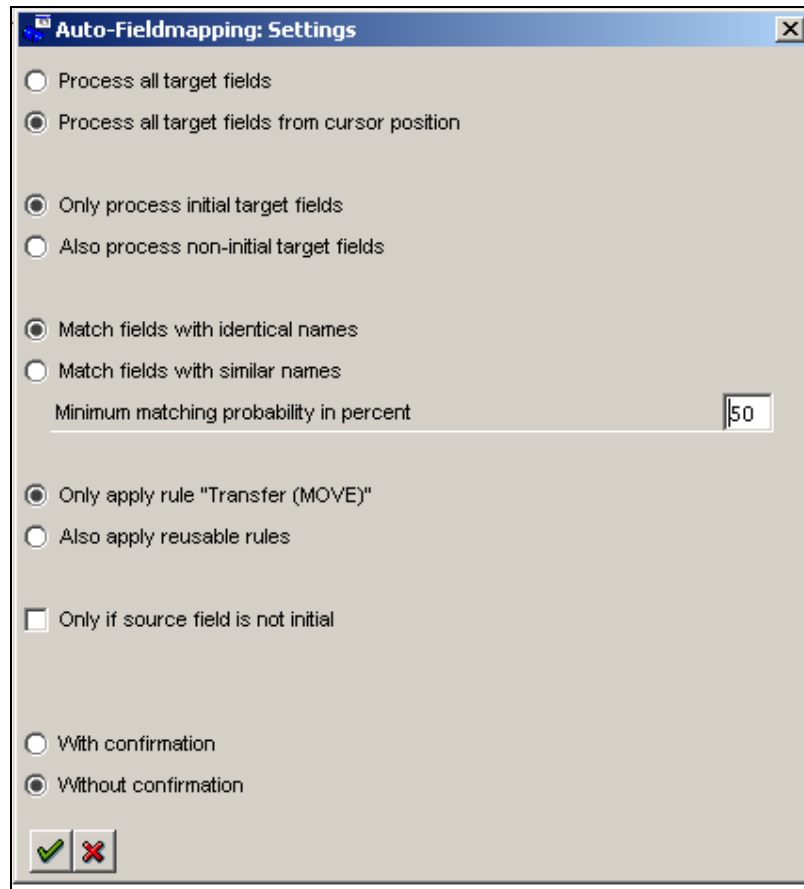 Auto-Fieldmapping: Settings
Process all target fields
Process all target fields from cursor position
Only process initial target fields
Also process non-initial target fields
Match fields with identical names
Match fields with similar names
Minimum matching probability in percent 50
Only apply rule "Transfer (MOVE)"
Also apply reusable rules
Only if source field is not initial
With confirmation
Without confirmation